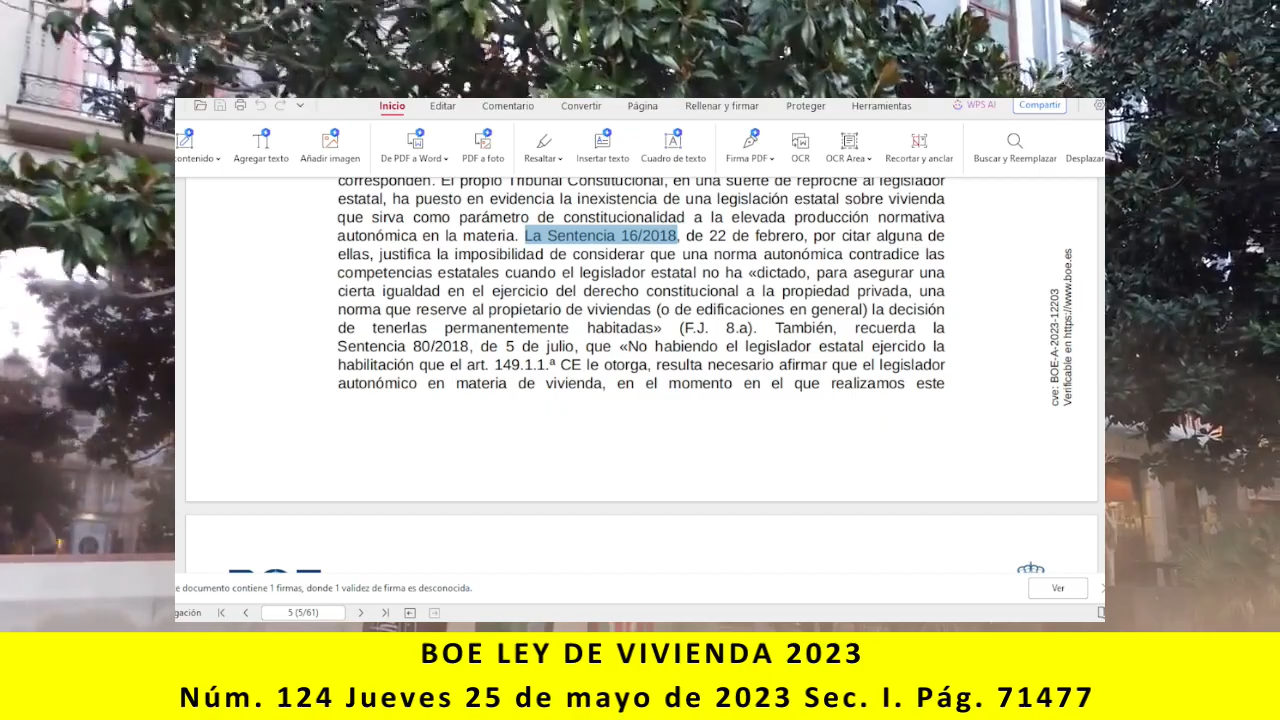 Inicio Editar Comentario Convertir Página Rellenar y firmar Proteger Herramientas WPS AI Compartir
ontenido Agregar texto Añadir imagen De PDF a Word PDF a foto Resaltar Insertar texto Cuadro de texto Firma PDF OCR OCR Area Recortar y anclar Buscar y Reemplazar Desplazar
corresponden. El propio Tribunal Constitucional, en una suerte de reproche al legislador
estatal, ha puesto en evidencia la inexistencia de una legislación estatal sobre vivienda
que sirva como parámetro de constitucionalidad a la elevada producción normativa
autonómica en la materia. La Sentencia 16/2018, de 22 de febrero, por citar alguna de
ellas, justifica la imposibilidad de considerar que una norma autonómica contradice las
competencias estatales cuando el legislador estatal no ha «dictado, para asegurar una
cierta igualdad en el ejercicio del derecho constitucional a la propiedad privada, una
norma que reserve al propietario de viviendas (o de edificaciones en general) la decisión
de tenerlas permanentemente habitadas» (F.J. 8.a). También, recuerda la
Sentencia 80/2018, de 5 de julio, que «No habiendo el legislador estatal ejercido la
habilitación que el art. 149.1.1.ª CE le otorga, resulta necesario afirmar que el legislador
autonómico en materia de vivienda, en el momento en el que realizamos este
cve: BOE-A-2023-12203
Verificable en https://www.boe.es
BOE
e documento contiene 1 firmas, donde 1 validez de firma es desconocida. Ver
gación 5 (5/61)
BOE LEY DE VIVIENDA 2023
Núm. 124 Jueves 25 de mayo de 2023 Sec. I. Pág. 71477